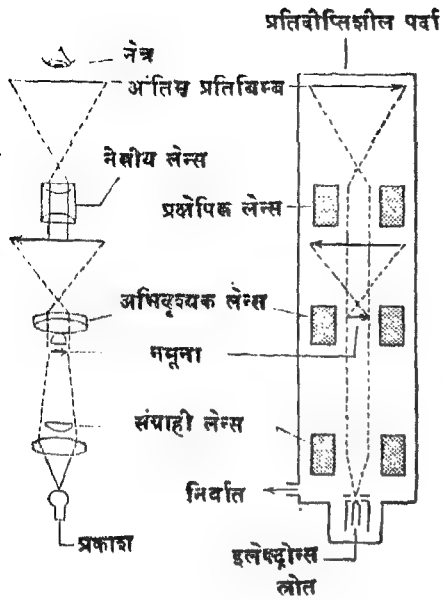 प्रतिदीप्तिशील पर्दा
नेत्र
अंतिम प्रतिबिम्ब
नेत्रीय लेन्स
प्रक्षेपिक लेन्स
अभिदृश्यक लेन्स
नमूना
संग्राही लेन्स
निर्वात
प्रकाश
इलेक्ट्रोन्स
स्रोत